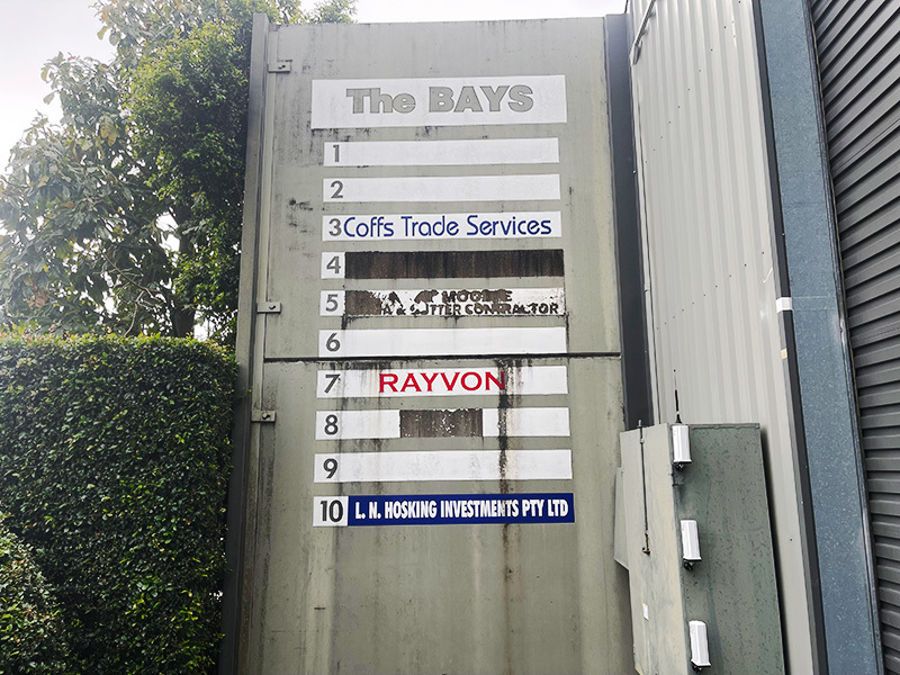 The BAYS
1
2
3 Coffs Trade Services
4
5
& GUTTER CONTRACTOR
6
7 RAYVON
8
9
10 L. N. HOSKING INVESTMENTS PTY LTD